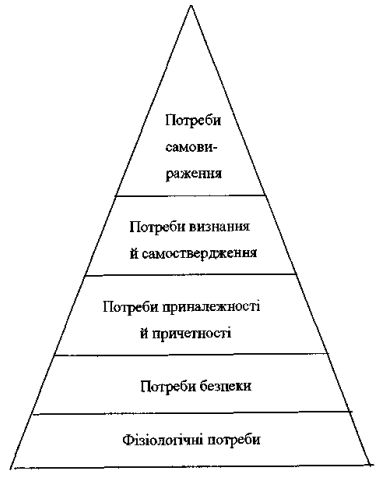 Потреби
самови-
раження
Потреби визнання
й самоствердження
Потреби приналежності
й причетності
Потреби безпеки
Фізіологічні потреби